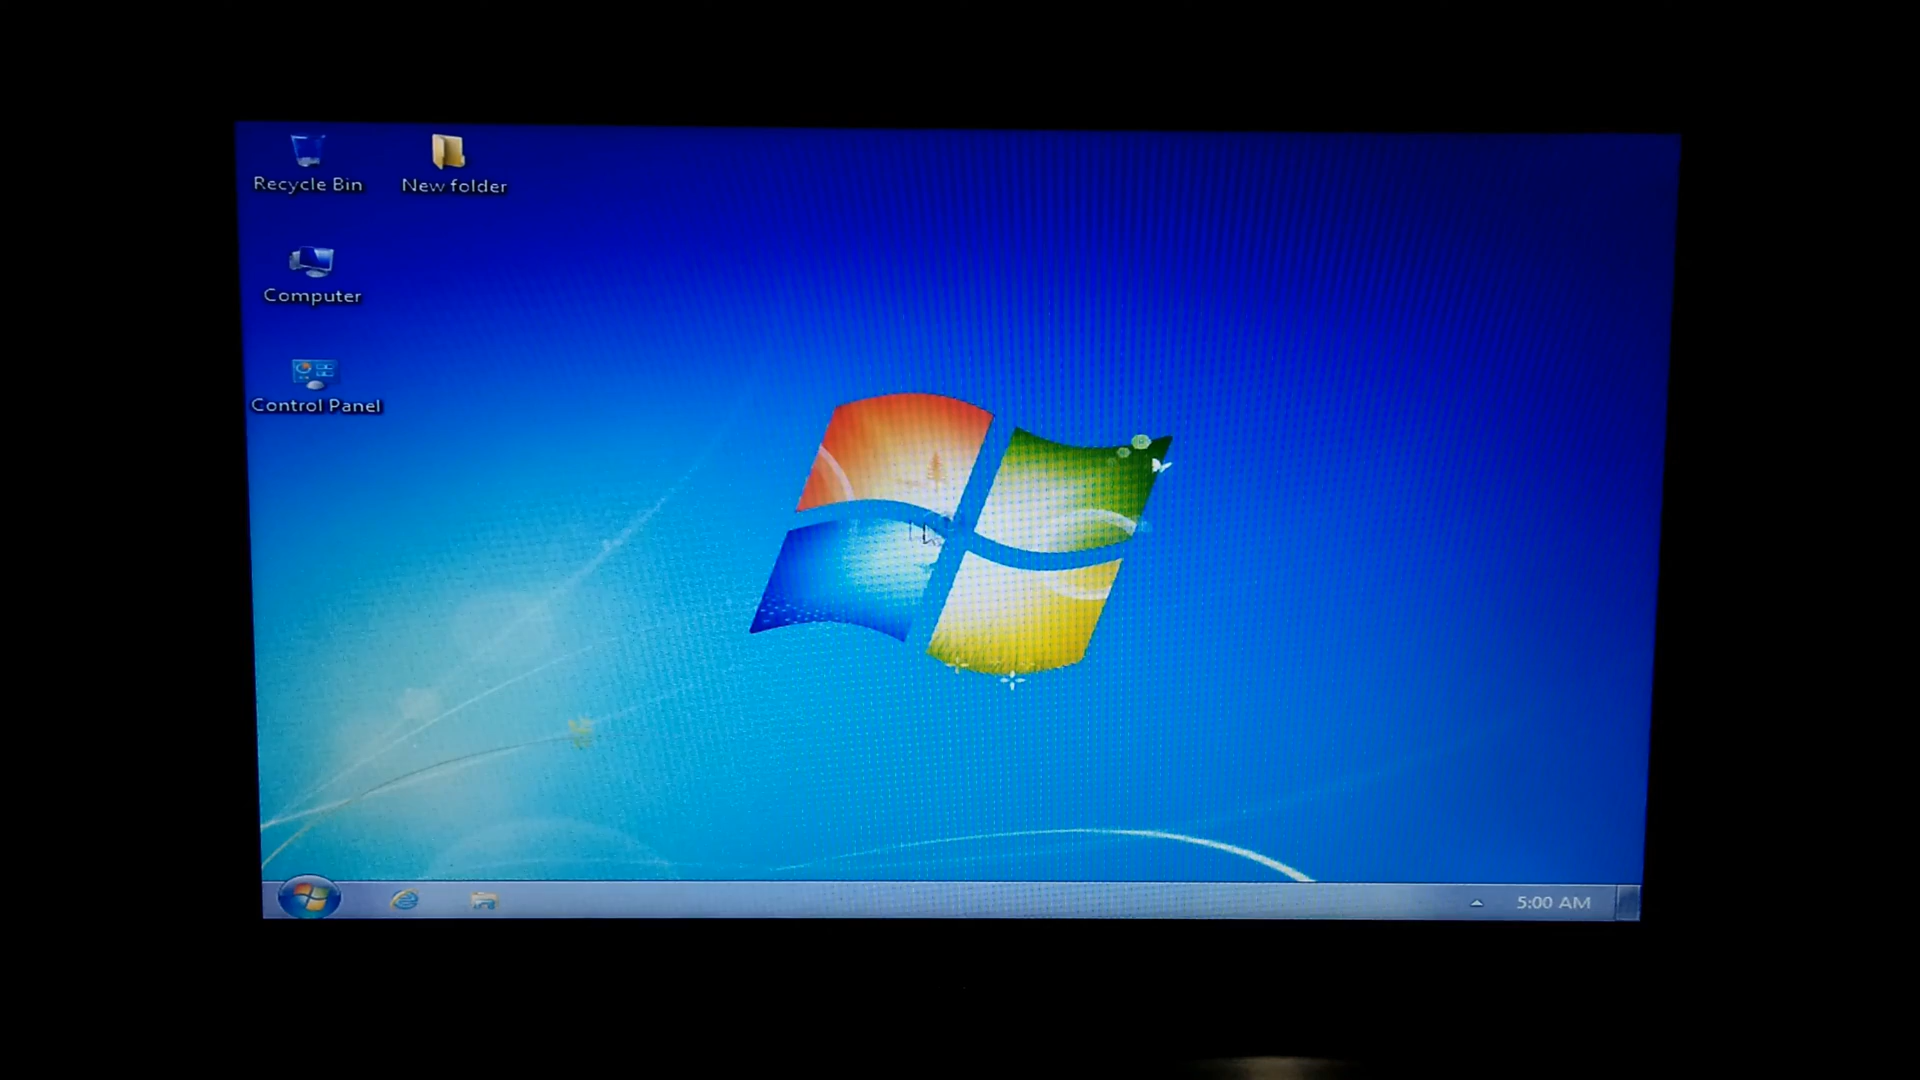 Recycle Bin
New folder
Computer
Control Panel
5:00 AM